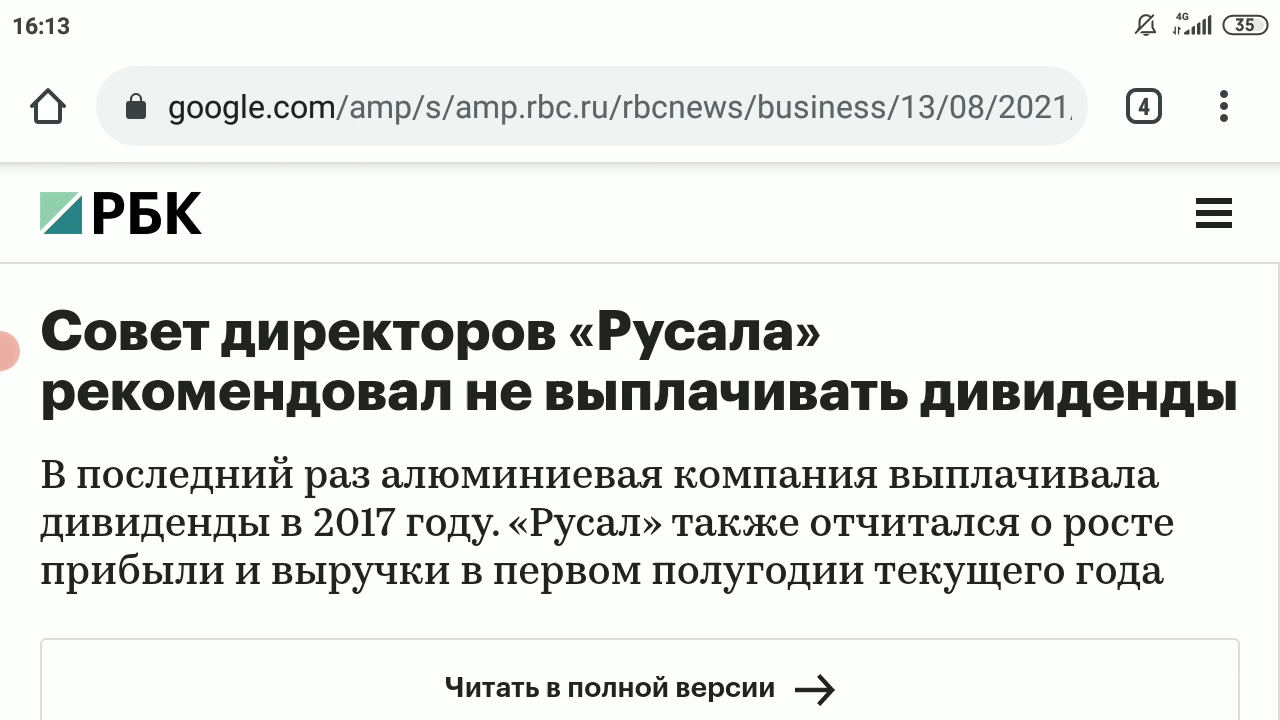 16:13
4G
35
google.com/amp/s/amp.rbc.ru/rbcnews/business/13/08/2021,
4
РБК
Совет директоров «Русала»
рекомендовал не выплачивать дивиденды
В последний раз алюминиевая компания выплачивала
дивиденды в 2017 году. «Русал» также отчитался о росте
прибыли и выручки в первом полугодии текущего года
Читать в полной версии